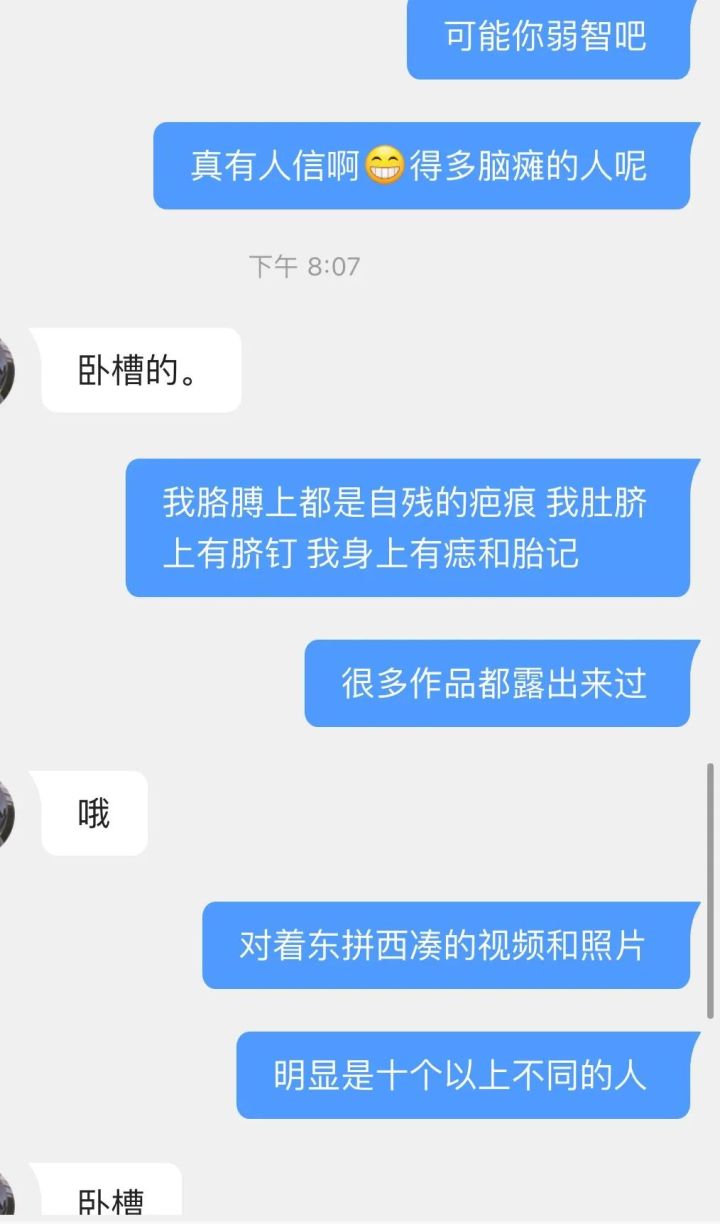 可能你弱智吧
真有人信啊😁得多脑瘫的人呢
下午 8:07
卧槽的。
我胳膊上都是自残的疤痕 我肚脐
上有脐钉 我身上有痣和胎记
很多作品都露出来过
哦
对着东拼西凑的视频和照片
明显是十个以上不同的人
卧槽